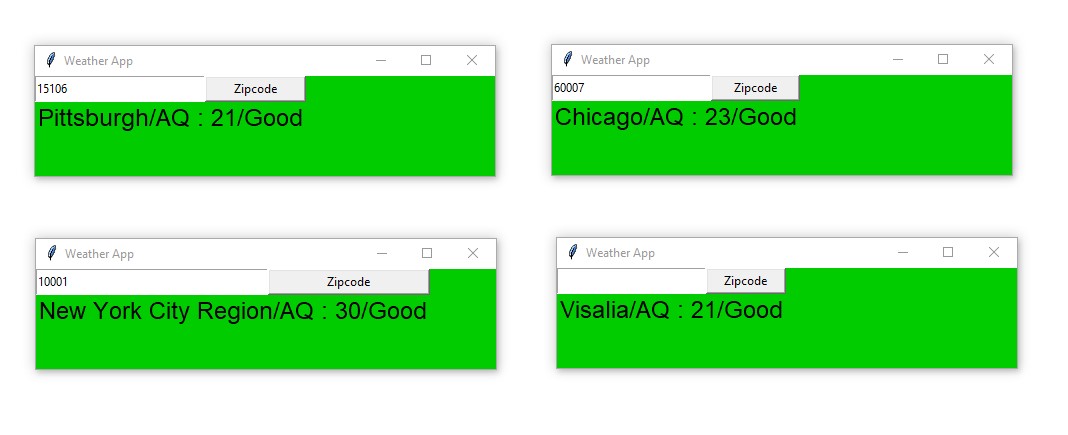 Weather App
15106 Zipcode
Pittsburgh/AQ : 21/Good
Weather App
60007 Zipcode
Chicago/AQ : 23/Good
Weather App
10001 Zipcode
New York City Region/AQ : 30/Good
Weather App
Zipcode
Visalia/AQ : 21/Good